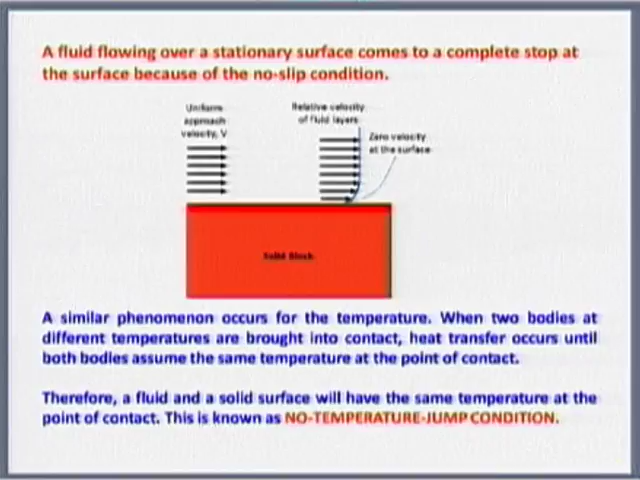 A fluid flowing over a stationary surface comes to a complete stop at
the surface because of the no-slip condition.
Uniform
approach
velocity, V
Relative velocity
of fluid layers
Zero velocity
at the surface
Solid Block
A similar phenomenon occurs for the temperature. When two bodies at
different temperatures are brought into contact, heat transfer occurs until
both bodies assume the same temperature at the point of contact.
Therefore, a fluid and a solid surface will have the same temperature at the
point of contact. This is known as NO-TEMPERATURE-JUMP CONDITION.